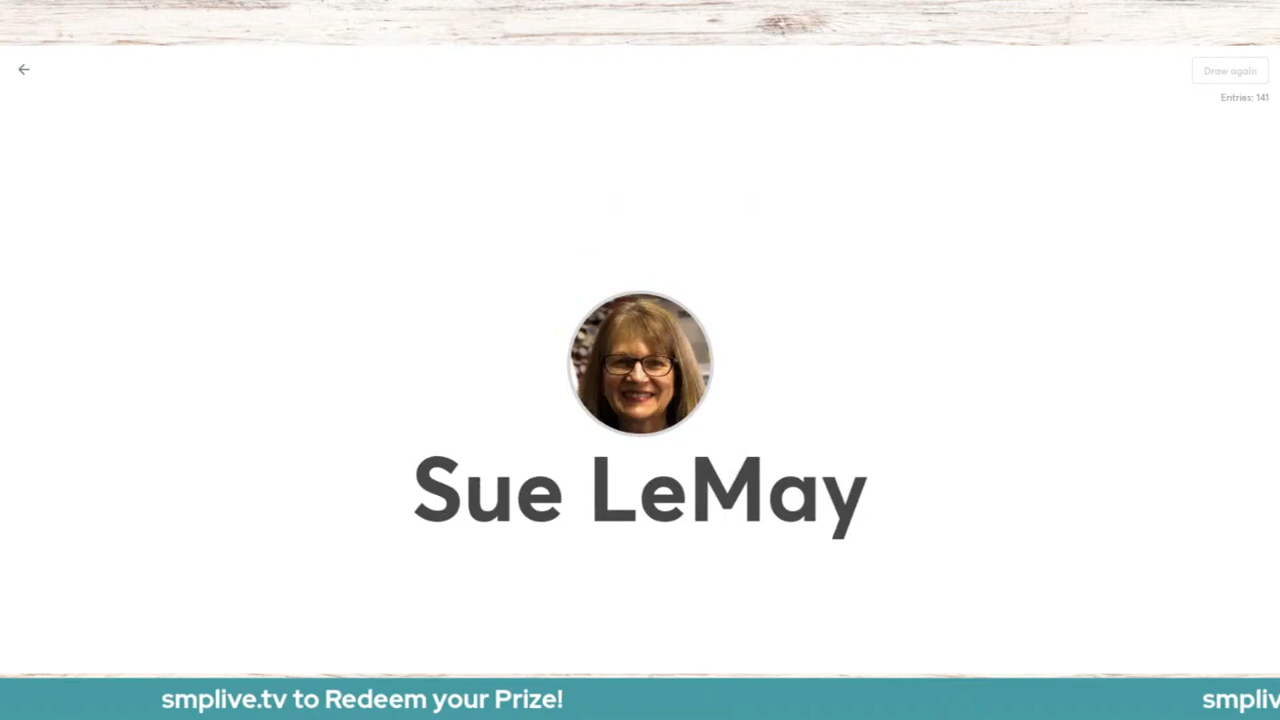 Draw again
Entries: 141
Sue LeMay
smplive.tv to Redeem your Prize!
smpliv